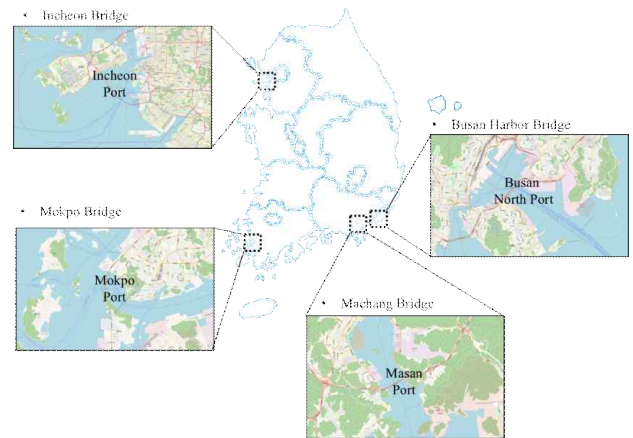 • Incheon Bridge
Incheon
Port
• Busan Harbor Bridge
Busan
North Port
• Mokpo Bridge
Mokpo
Port
• Machang Bridge
Masan
Port